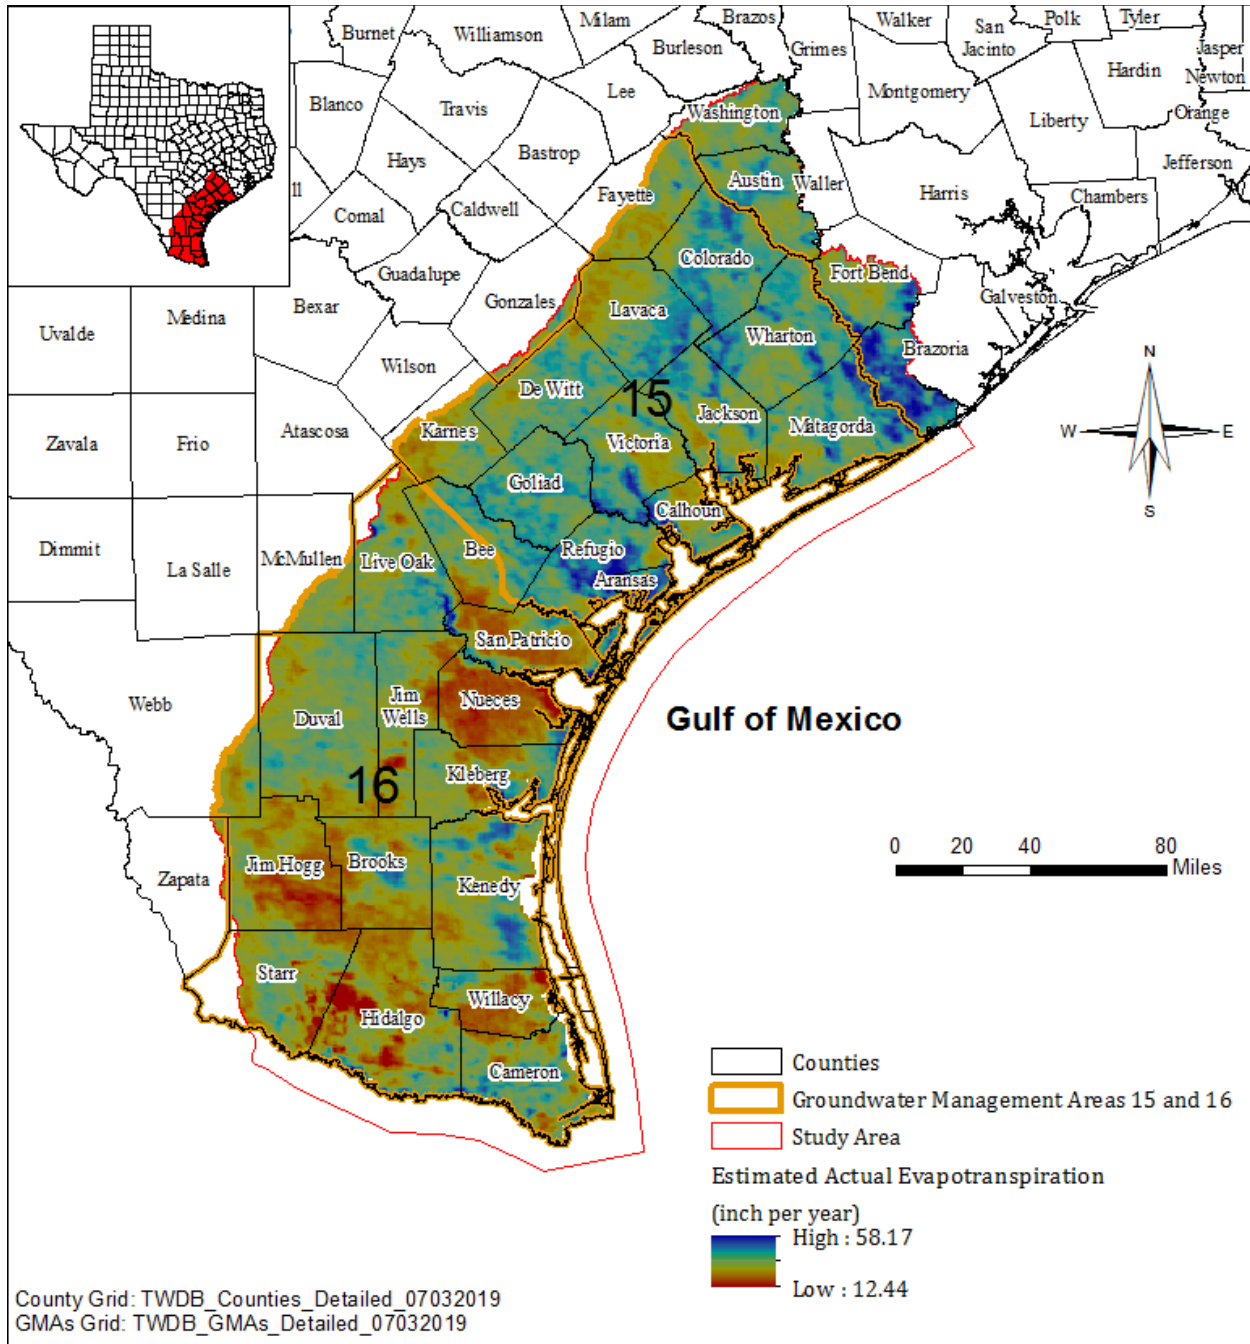 Burnet
Williamson
Milam
Brazos
Walker
San
Jacinto
Polk
Tyler
Jasper
Newton
Burleson
Grimes
Hardin
Blanco
Travis
Lee
Washington
Montgomery
Liberty
Orange
Jefferson
Hays
Bastrop
Fayette
Austin
Waller
Harris
Chambers
ll
Comal
Caldwell
Colorado
Fort Bend
Guadalupe
Galveston
Bexar
Gonzales
Lavaca
Uvalde
Medina
Wharton
Brazoria
Wilson
De Witt
15
Jackson
Matagorda
Atascosa
Karnes
Victoria
Zavala
Frio
Goliad
Calhoun
Dimmit
La Salle
McMullen
Live Oak
Bee
Refugio
Aransas
San Patricio
Webb
Duval
Jim
Wells
Nueces
16
Kleberg
Zapata
Jim Hogg
Brooks
Kenedy
Starr
Hidalgo
Willacy
Cameron
Gulf of Mexico
N
W
E
S
0 20 40 80
Miles
Counties
Groundwater Management Areas 15 and 16
Study Area
Estimated Actual Evapotranspiration
(inch per year)
High : 58.17
Low : 12.44
County Grid: TWDB_Counties_Detailed_07032019
GMAs Grid: TWDB_GMAs_Detailed_07032019